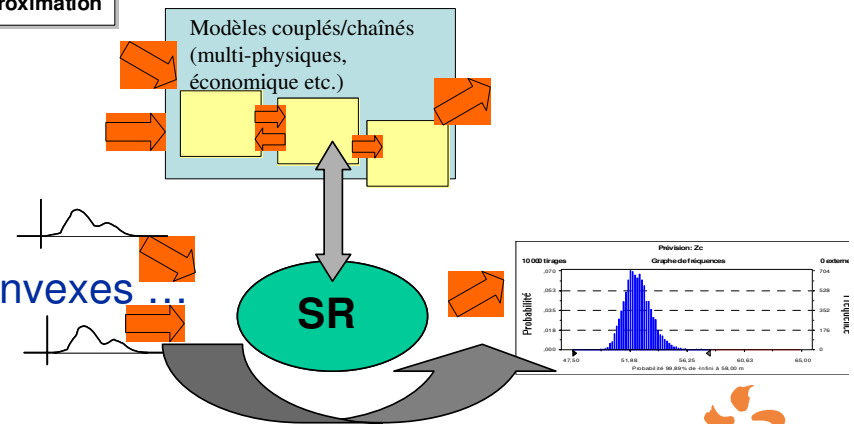 roximation
Modèles couplés/chaînés
(multi-physiques,
économique etc.)
nvexes ...
SR
Prévision: Zc
10 000 tirages Graphe de fréquences 0 externe
Probabilité
,070
,053
,035
,018
,000
704
528
352
176
0
47,50 51,88 56,25 60,63 65,00
Probabilité 99,89% de -Infini à 58,00 m